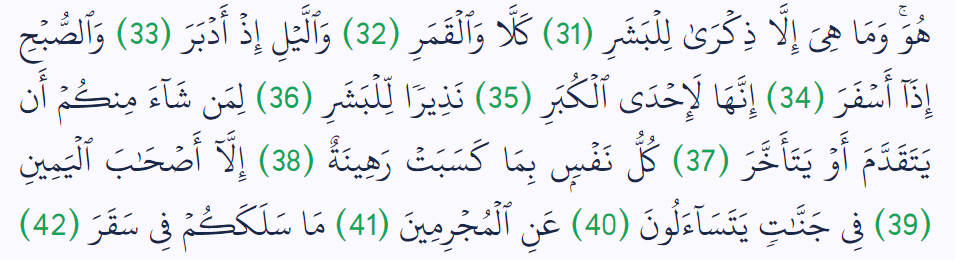 هُوَۚ وَمَا هِىَ إِلَّا ذِكۡرَىٰ لِلۡبَشَرِ (31) كَلَّا وَٱلۡقَمَرِ (32) وَٱلَّيۡلِ إِذۡ أَدۡبَرَ (33) وَٱلصُّبۡحِ
إِذَآ أَسۡفَرَ (34) إِنَّهَا لَإِحۡدَى ٱلۡكُبَرِ (35) نَذِيرٗا لِّلۡبَشَرِ (36) لِمَن شَآءَ مِنكُمۡ أَن
يَتَقَدَّمَ أَوۡ يَتَأَخَّرَ (37) كُلُّ نَفۡسِۭ بِمَا كَسَبَتۡ رَهِينَةٌ (38) إِلَّآ أَصۡحَٰبَ ٱلۡيَمِينِ
(39) فِى جَنَّٰتٖ يَتَسَآءَلُونَ (40) عَنِ ٱلۡمُجۡرِمِينَ (41) مَا سَلَكَكُمۡ فِى سَقَرَ (42)